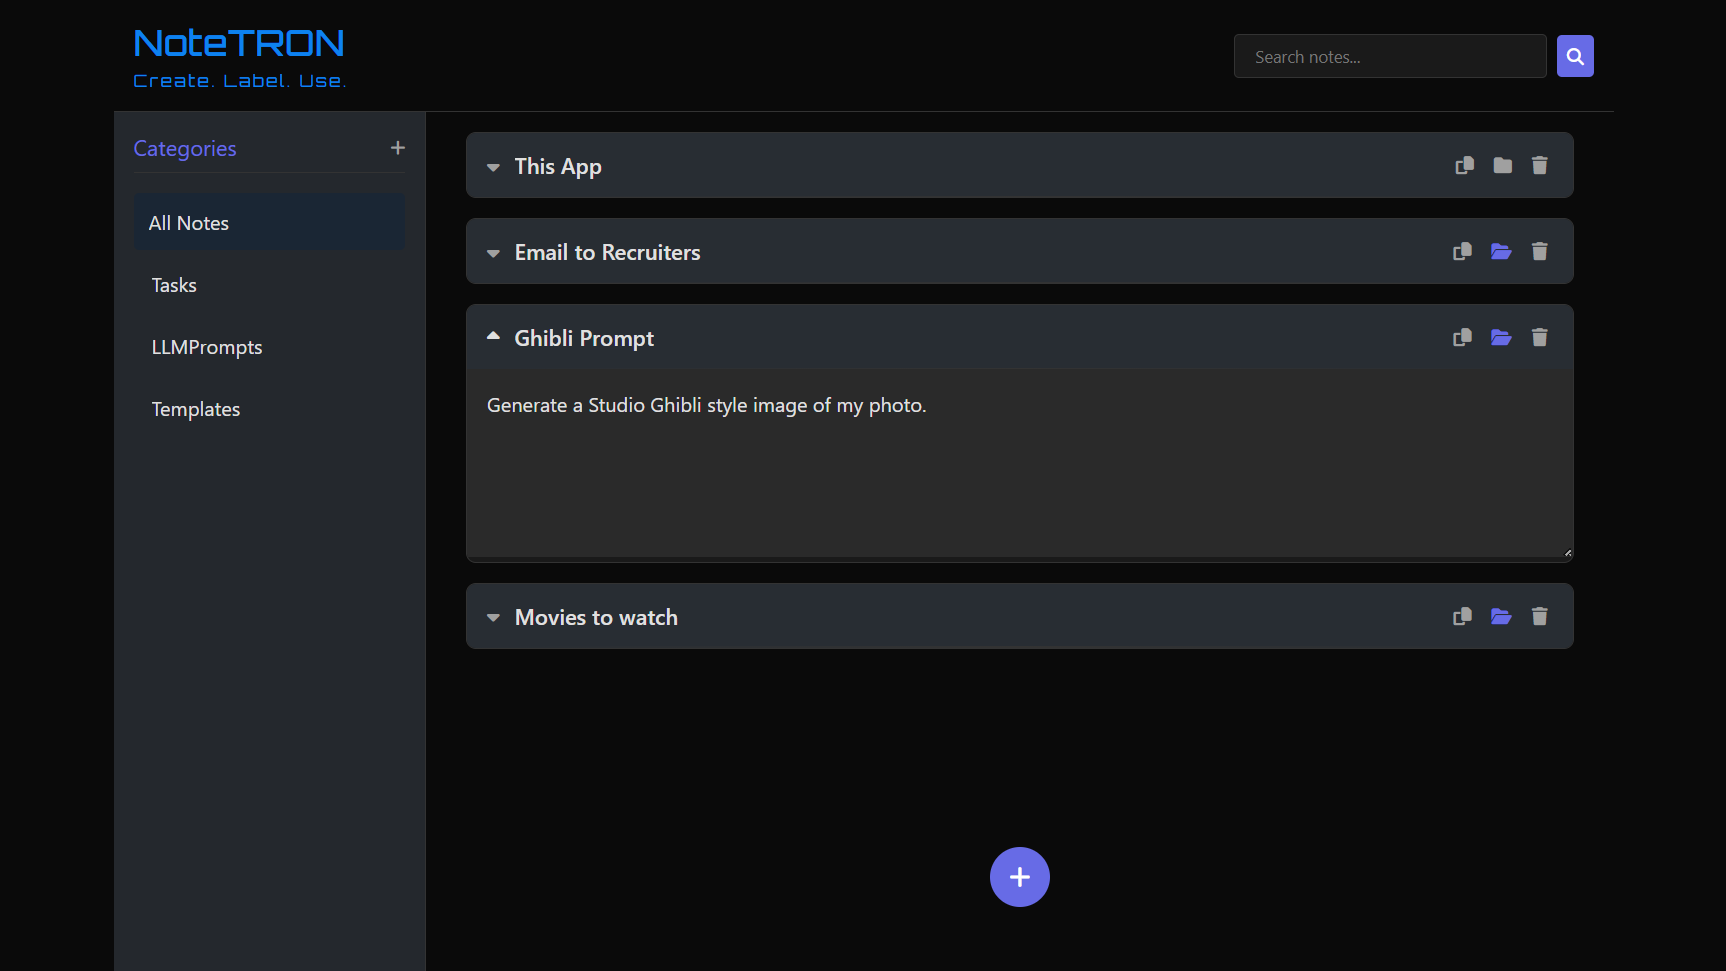 NoteTRON
Create. Label. Use.
Search notes...
Categories
All Notes
Tasks
LLMPrompts
Templates
This App
Email to Recruiters
Ghibli Prompt
Generate a Studio Ghibli style image of my photo.
Movies to watch